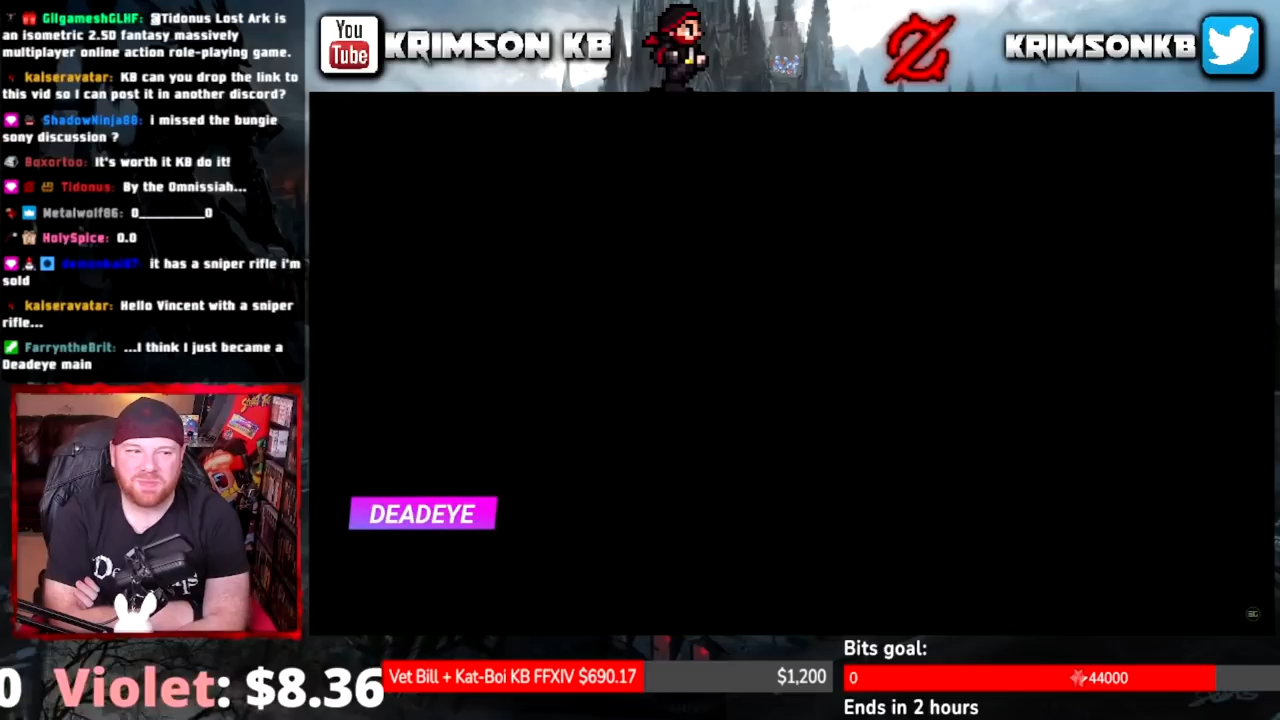 GilgameshGLHF: @Tidonus Lost Ark is
an isometric 2.5D fantasy massively
multiplayer online action role-playing game.
kaiseravatar: KB can you drop the link to
this vid so I can post it in another discord?
ShadowNinja88: i missed the bungie
sony discussion ?
Boxortoo: It's worth it KB do it!
Tidonus: By the Omnissiah...
Metalwolf86: O_________O
HolySpice: 0.0
it has a sniper rifle i'm
sold
kaiseravatar: Hello Vincent with a sniper
rifle...
FarryntheBrit: ...I think I just became a
Deadeye main
You
Tube
KRIMSON KB
KRIMSONKB
DEADEYE
0 Violet: $8.36
Vet Bill + Kat-Boi KB FFXIV $690.17
$1,200
Bits goal:
0
44000
Ends in 2 hours